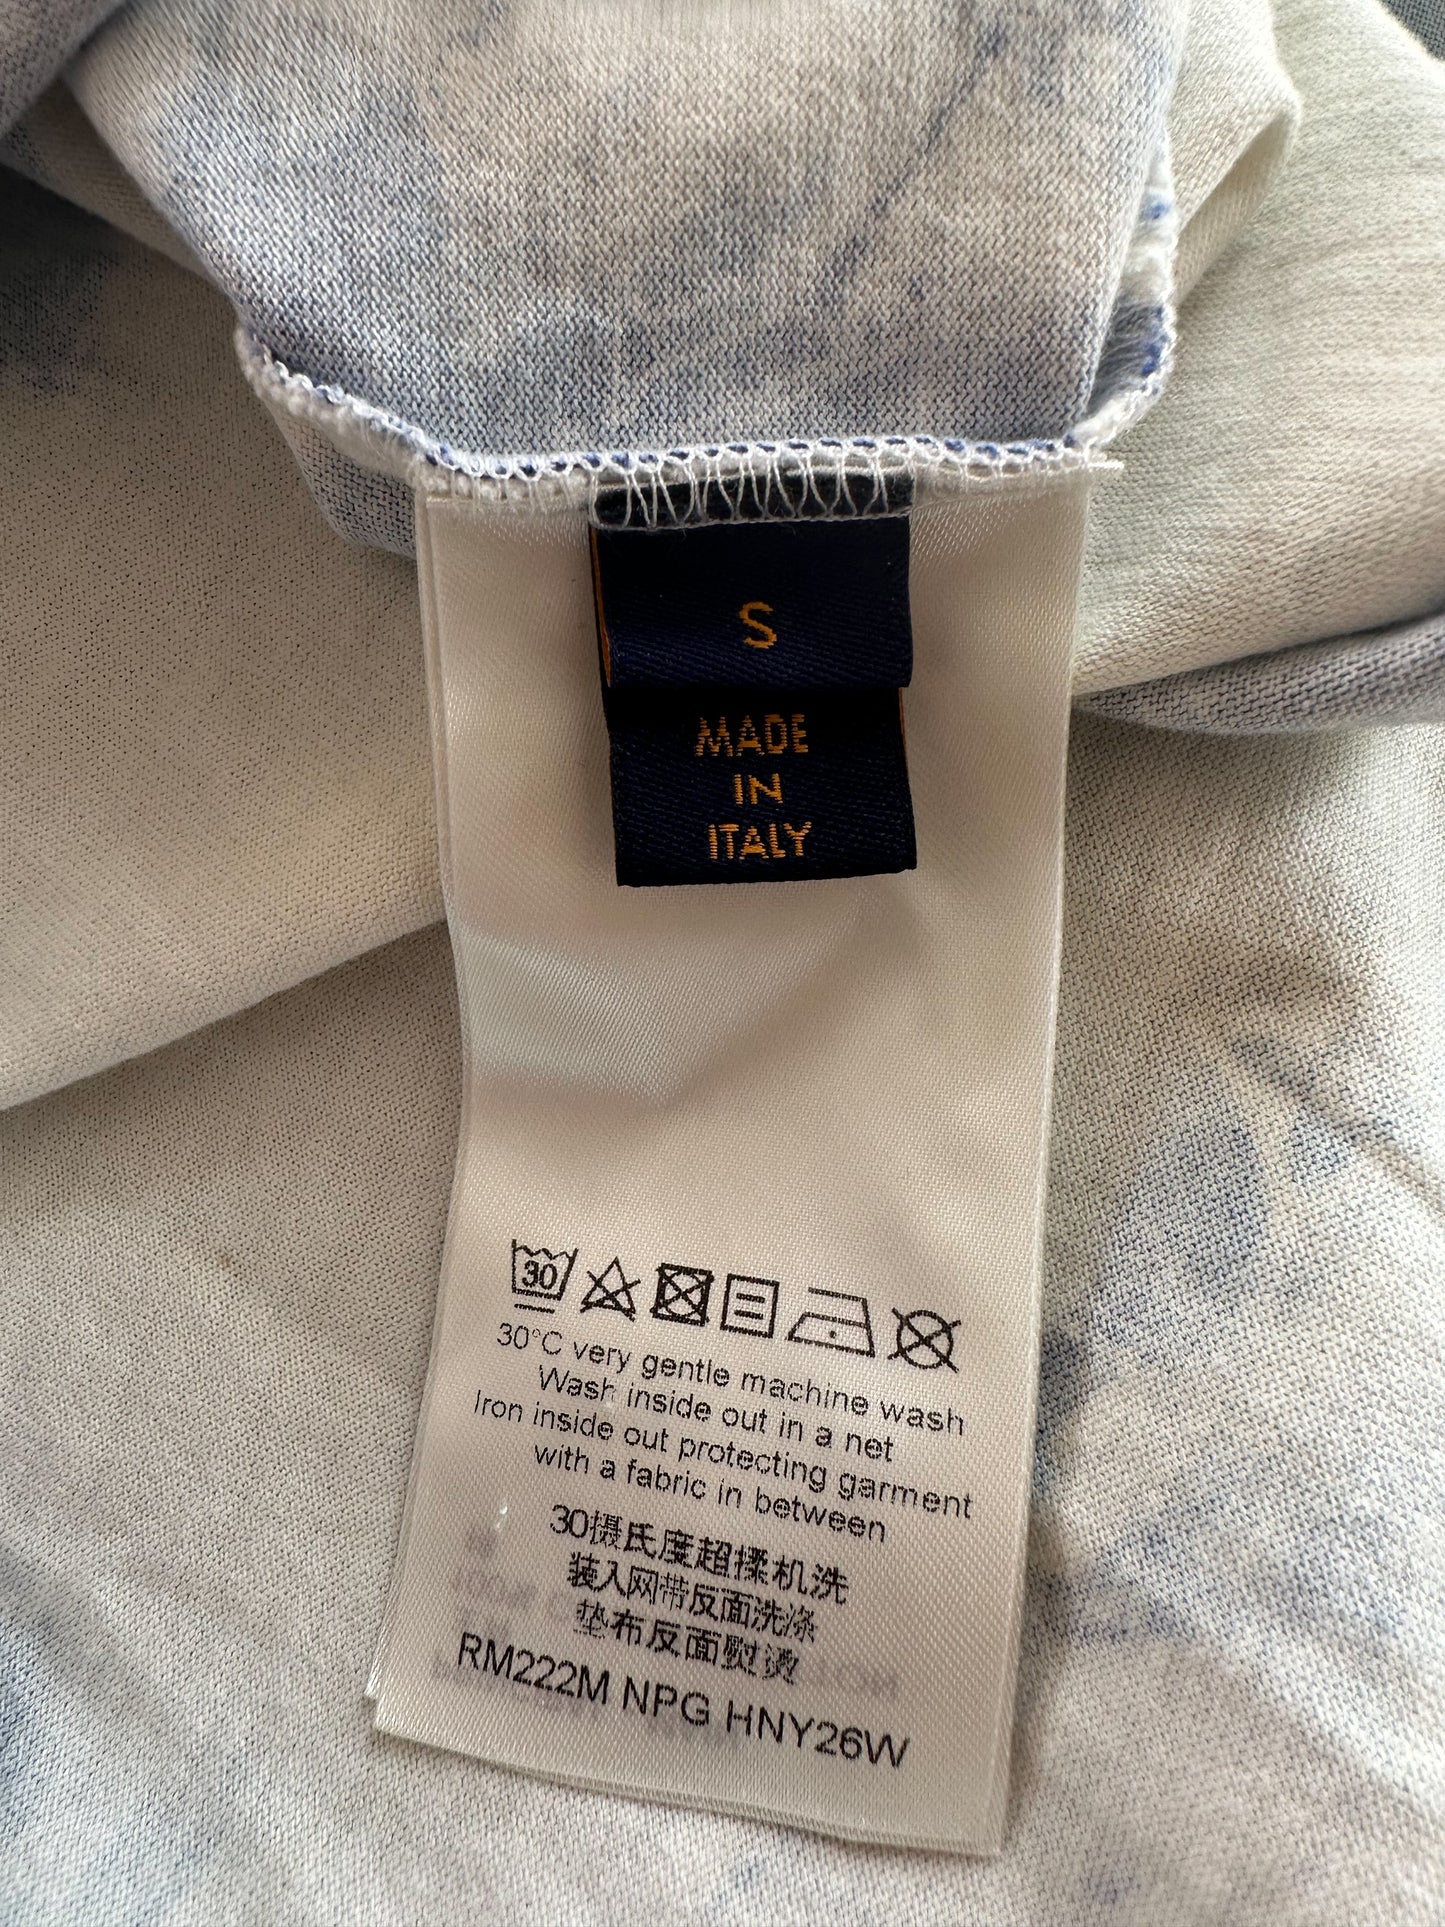 S
MADE
IN
ITALY
30
30°C very gentle machine wash
Wash inside out in a net
Iron inside out protecting garment
with a fabric in between
30摄氏度超揉机洗
装入网带反面洗涤
垫布反面熨烫
RM222M NPG HNY26W